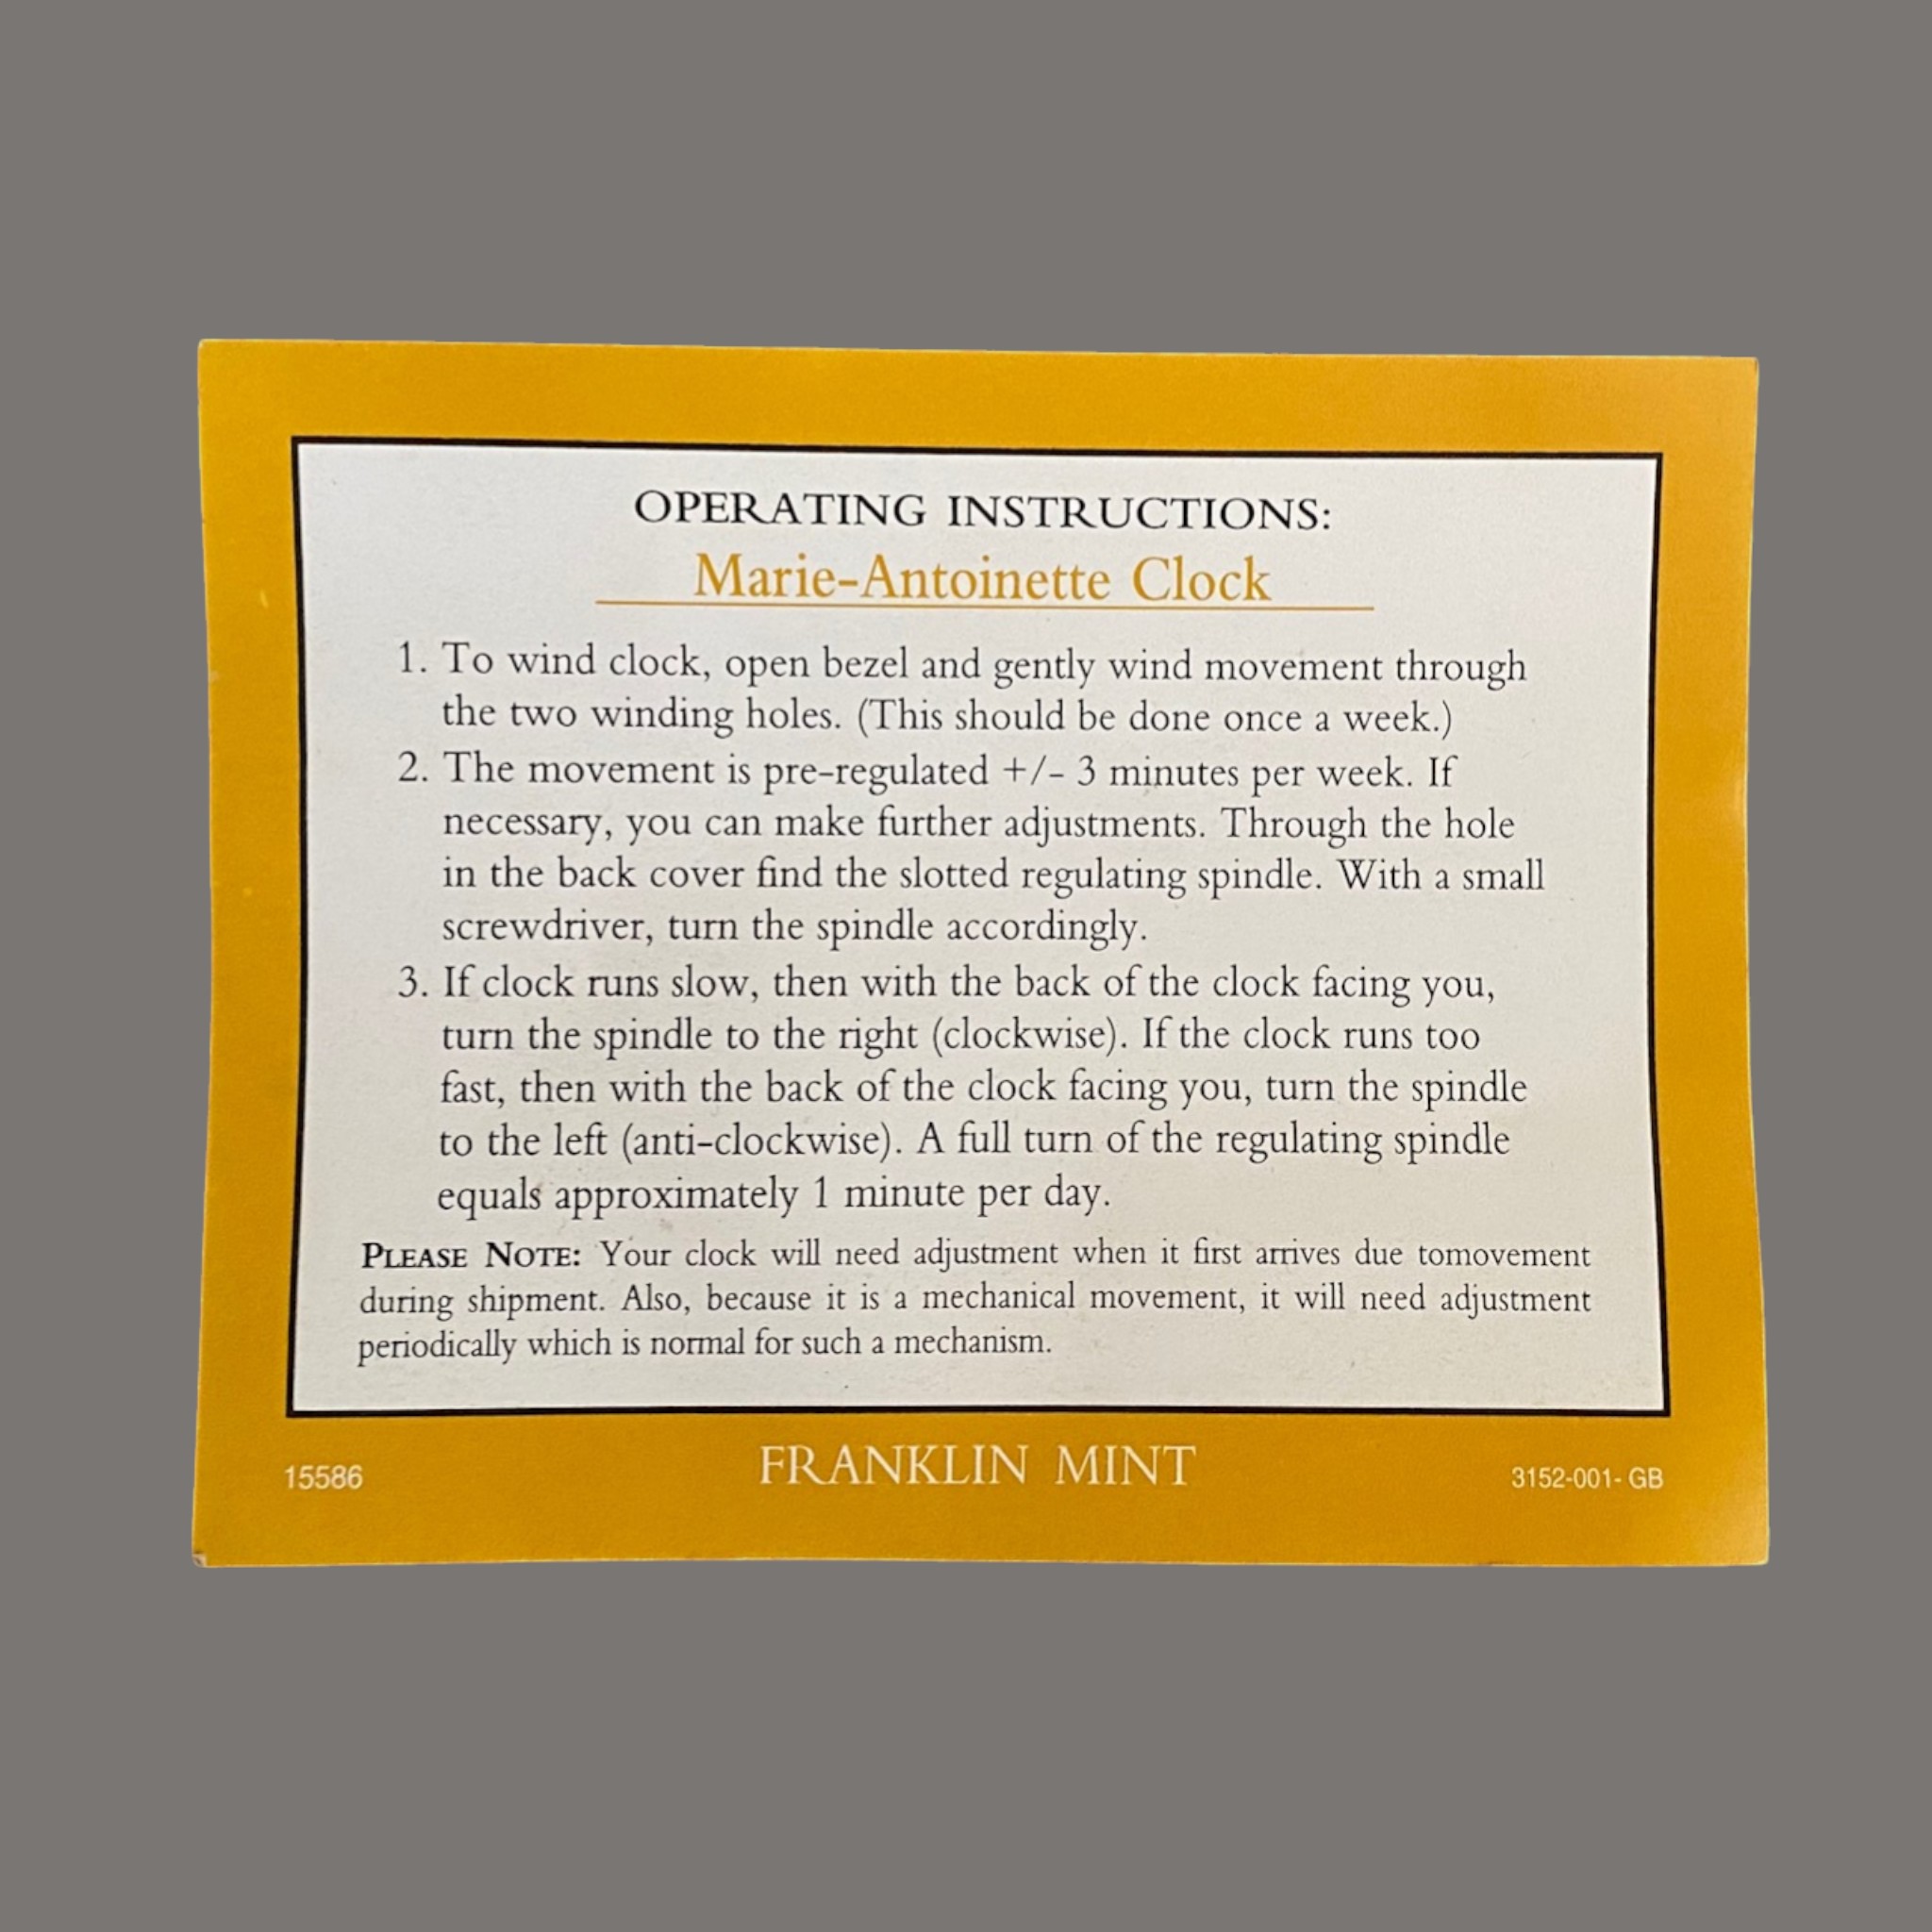 OPERATING INSTRUCTIONS:
Marie-Antoinette Clock
1. To wind clock, open bezel and gently wind movement through
the two winding holes. (This should be done once a week.)
2. The movement is pre-regulated +/- 3 minutes per week. If
necessary, you can make further adjustments. Through the hole
in the back cover find the slotted regulating spindle. With a small
screwdriver, turn the spindle accordingly.
3. If clock runs slow, then with the back of the clock facing you,
turn the spindle to the right (clockwise). If the clock runs too
fast, then with the back of the clock facing you, turn the spindle
to the left (anti-clockwise). A full turn of the regulating spindle
equals approximately 1 minute per day.
PLEASE NOTE: Your clock will need adjustment when it first arrives due tomovement
during shipment. Also, because it is a mechanical movement, it will need adjustment
periodically which is normal for such a mechanism.
15586 FRANKLIN MINT 3152-001- GB